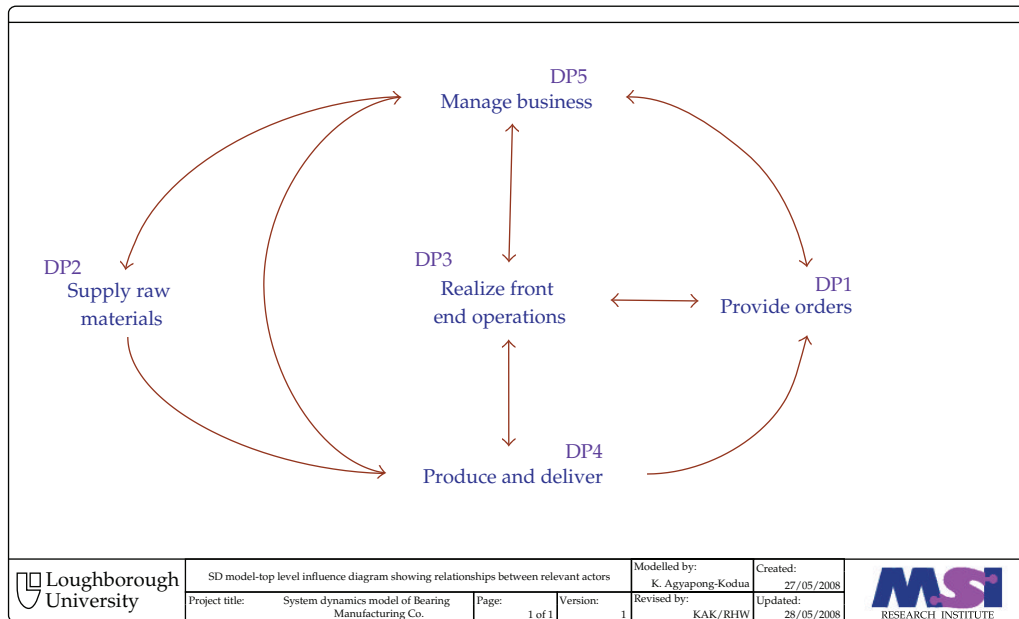 DP5
Manage business
DP2
Supply raw
materials
DP3
Realize front
end operations
DP1
Provide orders
DP4
Produce and deliver
Loughborough
University
SD model-top level influence diagram showing relationships between relevant actors
Modelled by:
K. Agyapong-Kodua
Created:
27/05/2008
Project title:
System dynamics model of Bearing
Manufacturing Co.
Page:
1 of 1
Version:
1
Revised by:
KAK/RHW
Updated:
28/05/2008
MSi
RESEARCH INSTITUTE